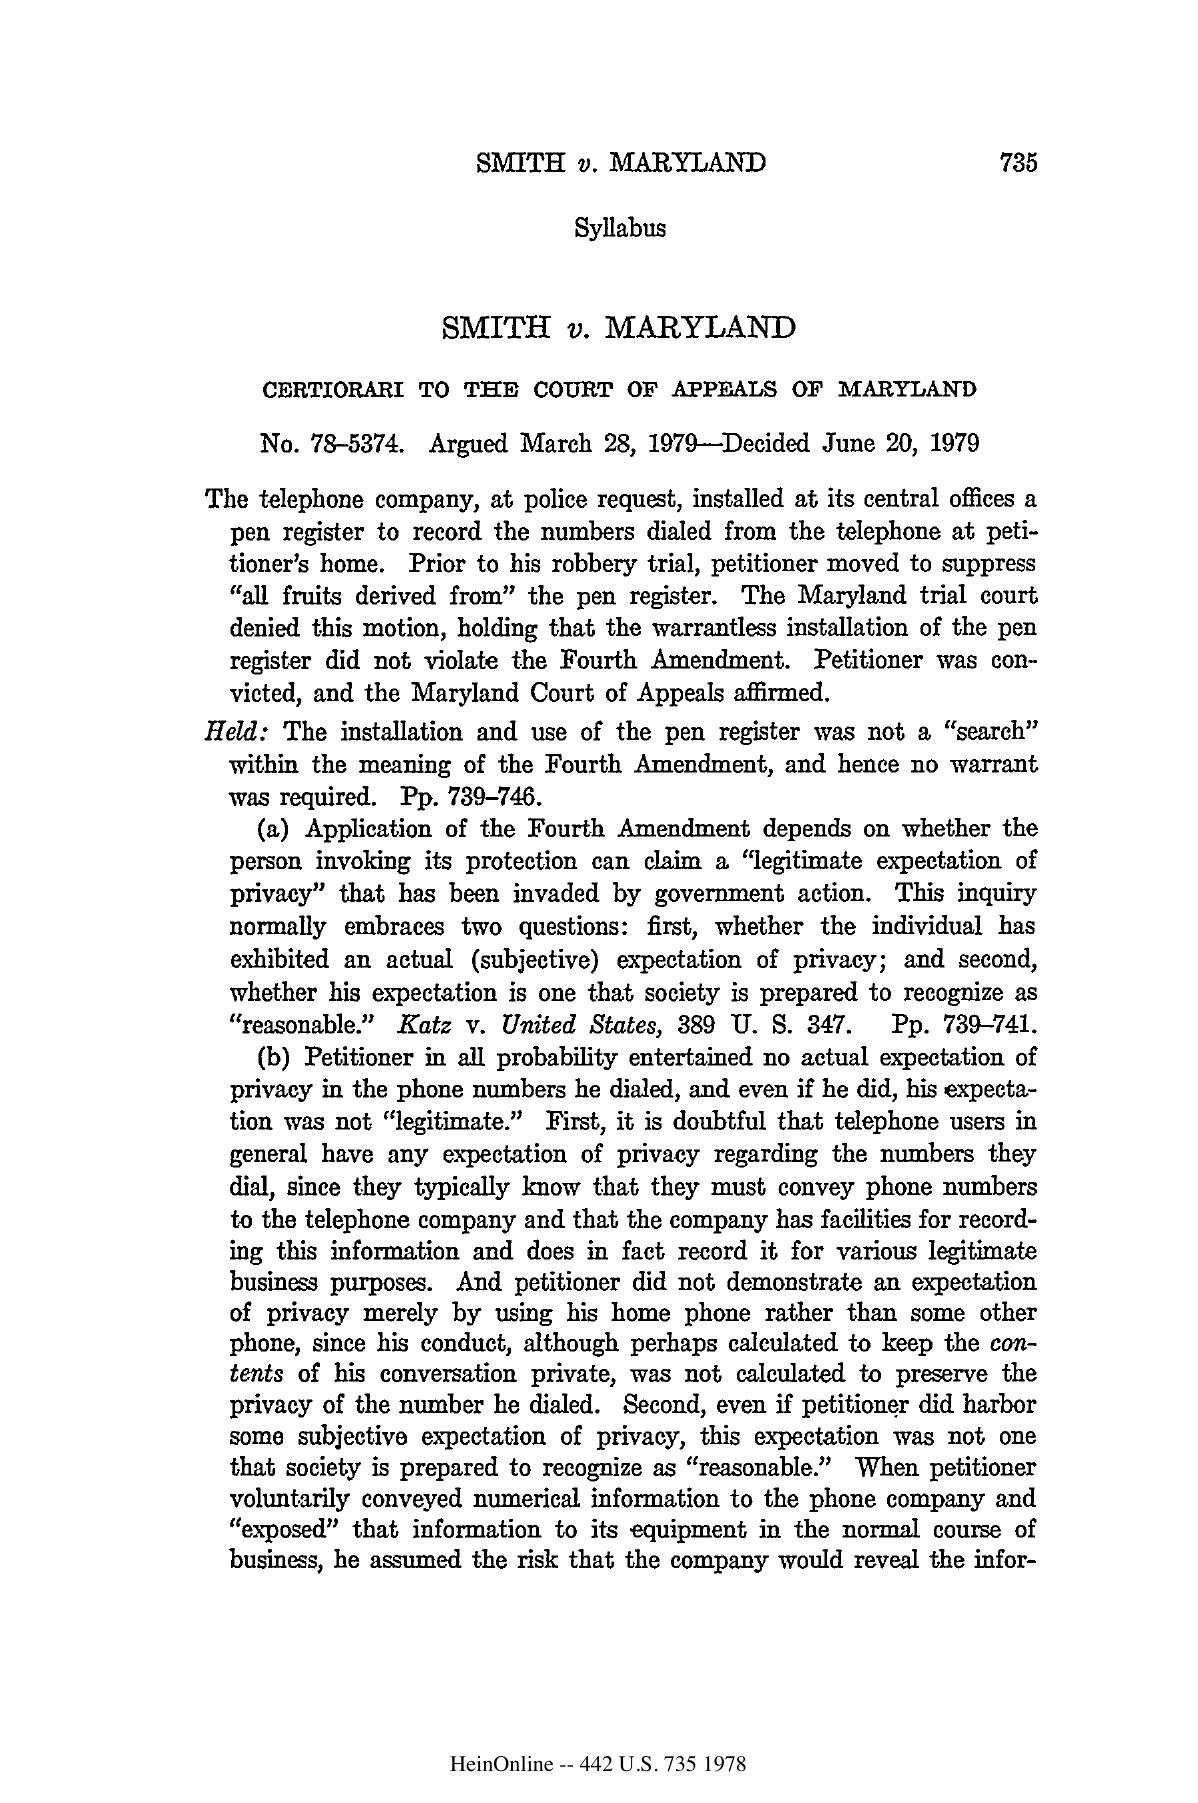 SMITH v. MARYLAND 735
Syllabus
SMITH v. MARYLAND
CERTIORARI TO THE COURT OF APPEALS OF MARYLAND
No. 78–5374. Argued March 28, 1979—Decided June 20, 1979
The telephone company, at police request, installed at its central offices a
pen register to record the numbers dialed from the telephone at peti-
tioner's home. Prior to his robbery trial, petitioner moved to suppress
"all fruits derived from" the pen register. The Maryland trial court
denied this motion, holding that the warrantless installation of the pen
register did not violate the Fourth Amendment. Petitioner was con-
victed, and the Maryland Court of Appeals affirmed.
Held: The installation and use of the pen register was not a "search"
within the meaning of the Fourth Amendment, and hence no warrant
was required. Pp. 739–746.
(a) Application of the Fourth Amendment depends on whether the
person invoking its protection can claim a "legitimate expectation of
privacy" that has been invaded by government action. This inquiry
normally embraces two questions: first, whether the individual has
exhibited an actual (subjective) expectation of privacy; and second,
whether his expectation is one that society is prepared to recognize as
"reasonable." Katz v. United States, 389 U. S. 347. Pp. 739–741.
(b) Petitioner in all probability entertained no actual expectation of
privacy in the phone numbers he dialed, and even if he did, his expecta-
tion was not "legitimate." First, it is doubtful that telephone users in
general have any expectation of privacy regarding the numbers they
dial, since they typically know that they must convey phone numbers
to the telephone company and that the company has facilities for record-
ing this information and does in fact record it for various legitimate
business purposes. And petitioner did not demonstrate an expectation
of privacy merely by using his home phone rather than some other
phone, since his conduct, although perhaps calculated to keep the con-
tents of his conversation private, was not calculated to preserve the
privacy of the number he dialed. Second, even if petitioner did harbor
some subjective expectation of privacy, this expectation was not one
that society is prepared to recognize as "reasonable." When petitioner
voluntarily conveyed numerical information to the phone company and
"exposed" that information to its equipment in the normal course of
business, he assumed the risk that the company would reveal the infor-
HeinOnline -- 442 U.S. 735 1978